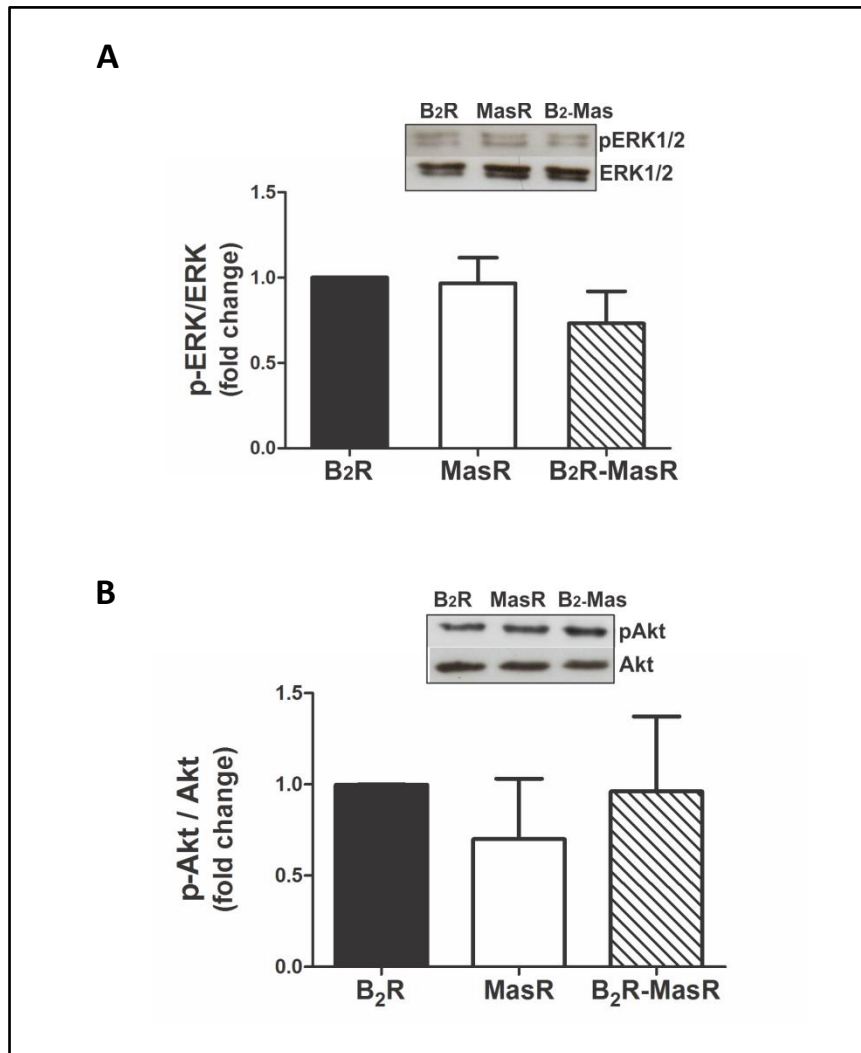 A
B₂R MasR B₂-Mas
pERK1/2
ERK1/2
p-ERK/ERK
(fold change)
1.5
1.0
0.5
0.0
B₂R MasR B₂R-MasR
B
B₂R MasR B₂-Mas
pAkt
Akt
p-Akt / Akt
(fold change)
1.5
1.0
0.5
0.0
B₂R MasR B₂R-MasR